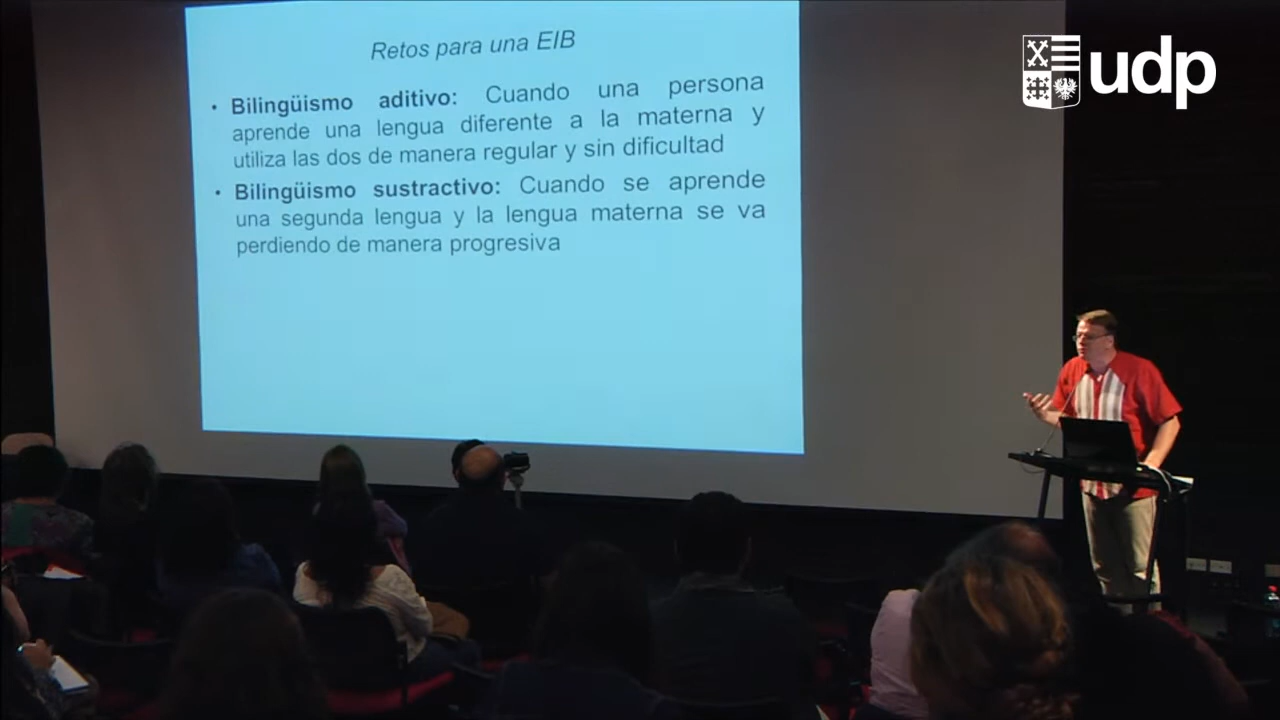 Retos para una EIB
• Bilingüismo aditivo: Cuando una persona
aprende una lengua diferente a la materna y
utiliza las dos de manera regular y sin dificultad
• Bilingüismo sustractivo: Cuando se aprende
una segunda lengua y la lengua materna se va
perdiendo de manera progresiva
udp